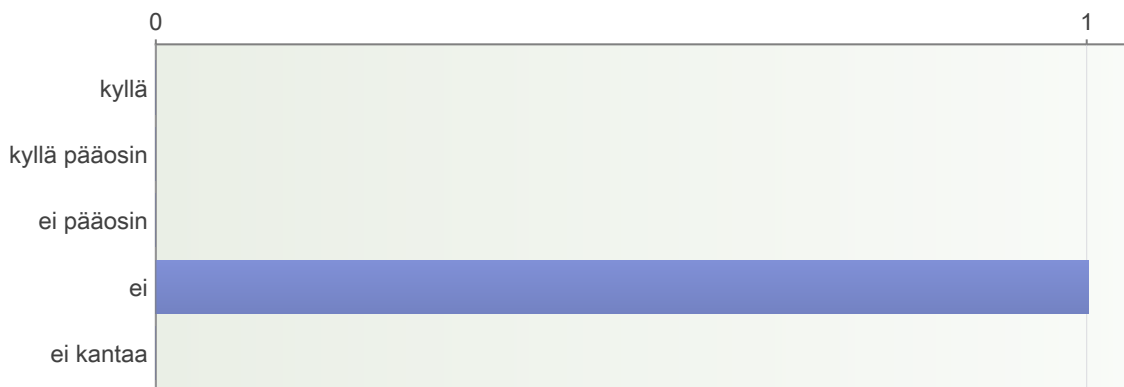 0 1
kyllä
kyllä pääosin
ei pääosin
ei
ei kantaa